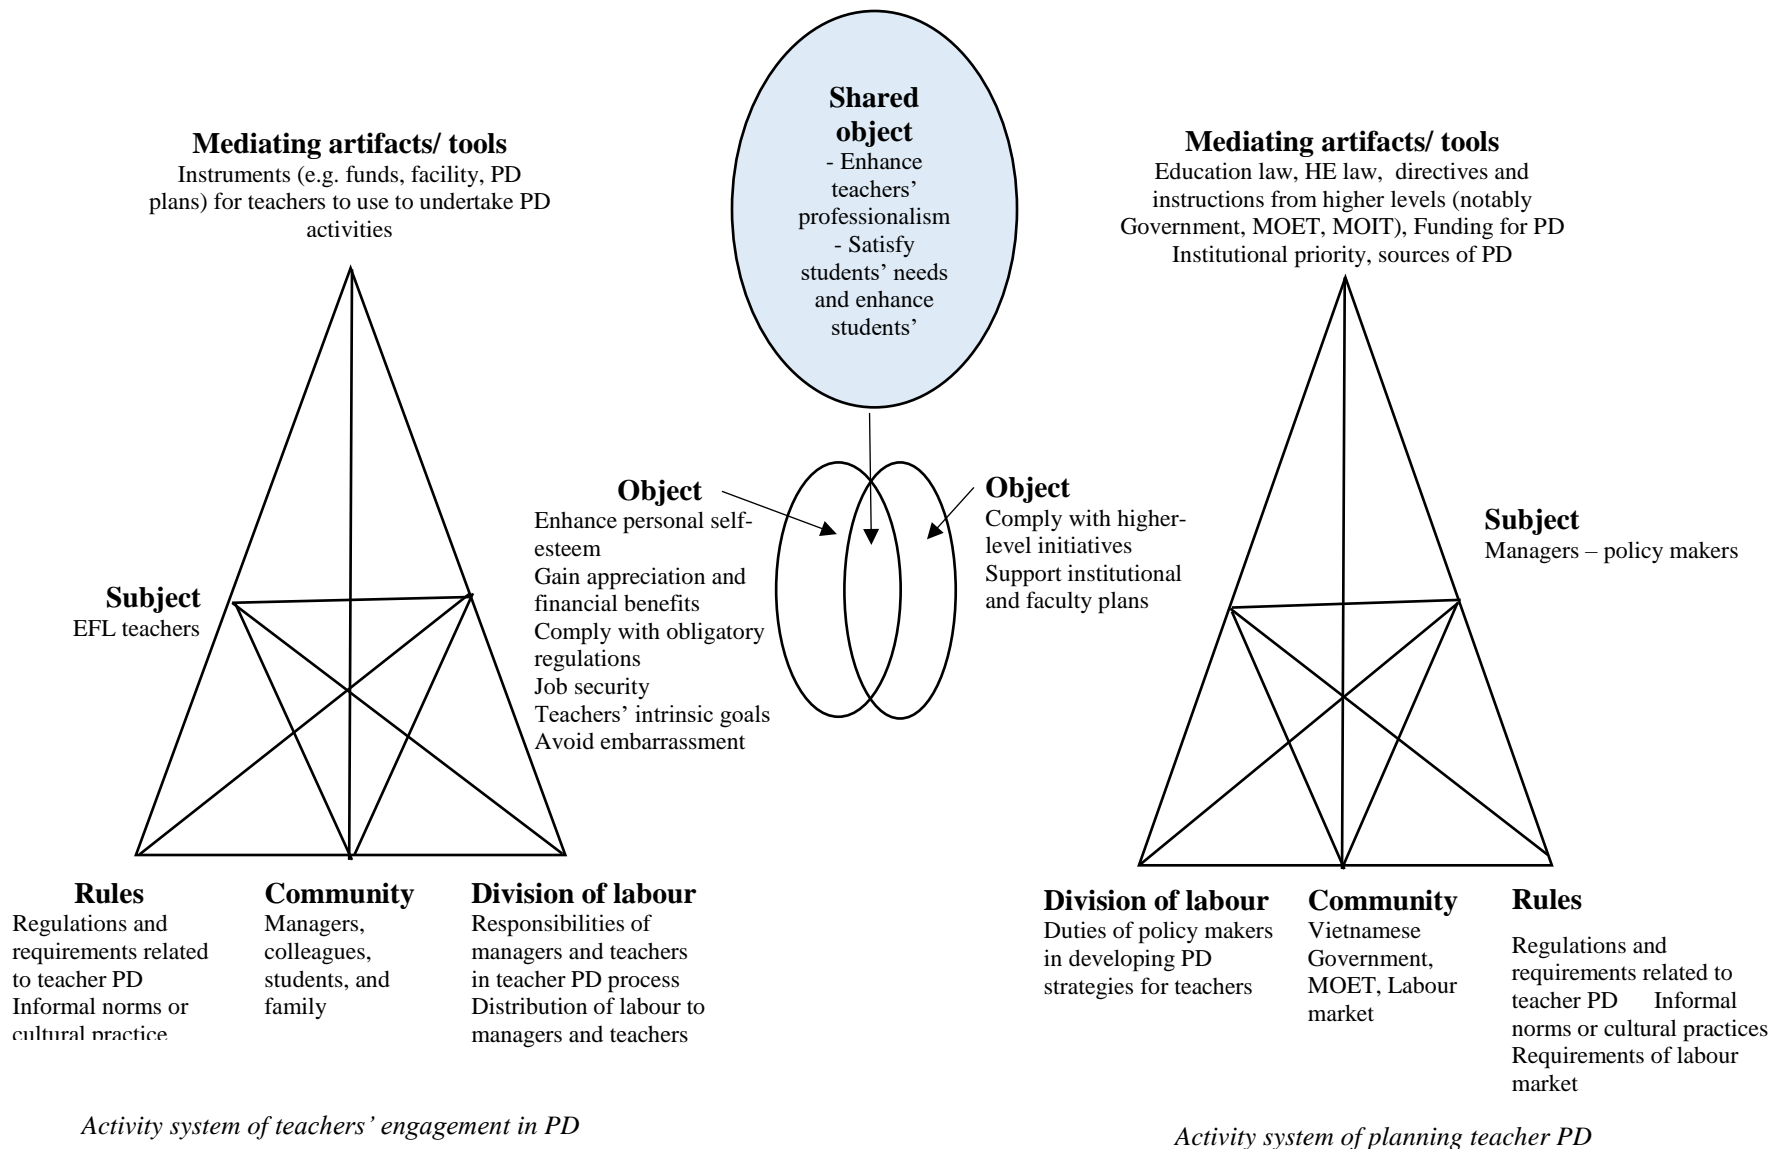 Shared
object
- Enhance
teachers’
professionalism
- Satisfy
students’ needs
and enhance
students’
Mediating artifacts/ tools
Instruments (e.g. funds, facility, PD
plans) for teachers to use to undertake PD
activities
Mediating artifacts/ tools
Education law, HE law, directives and
instructions from higher levels (notably
Government, MOET, MOIT), Funding for PD
Institutional priority, sources of PD
Subject
EFL teachers
Object
Enhance personal self-
esteem
Gain appreciation and
financial benefits
Comply with obligatory
regulations
Job security
Teachers’ intrinsic goals
Avoid embarrassment
Object
Comply with higher-
level initiatives
Support institutional
and faculty plans
Subject
Managers – policy makers
Rules
Regulations and
requirements related
to teacher PD
Informal norms or
cultural practice
Community
Managers,
colleagues,
students, and
family
Division of labour
Responsibilities of
managers and teachers
in teacher PD process
Distribution of labour to
managers and teachers
Division of labour
Duties of policy makers
in developing PD
strategies for teachers
Community
Vietnamese
Government,
MOET, Labour
market
Rules
Regulations and
requirements related to
teacher PD Informal
norms or cultural practices
Requirements of labour
market
Activity system of teachers’ engagement in PD
Activity system of planning teacher PD